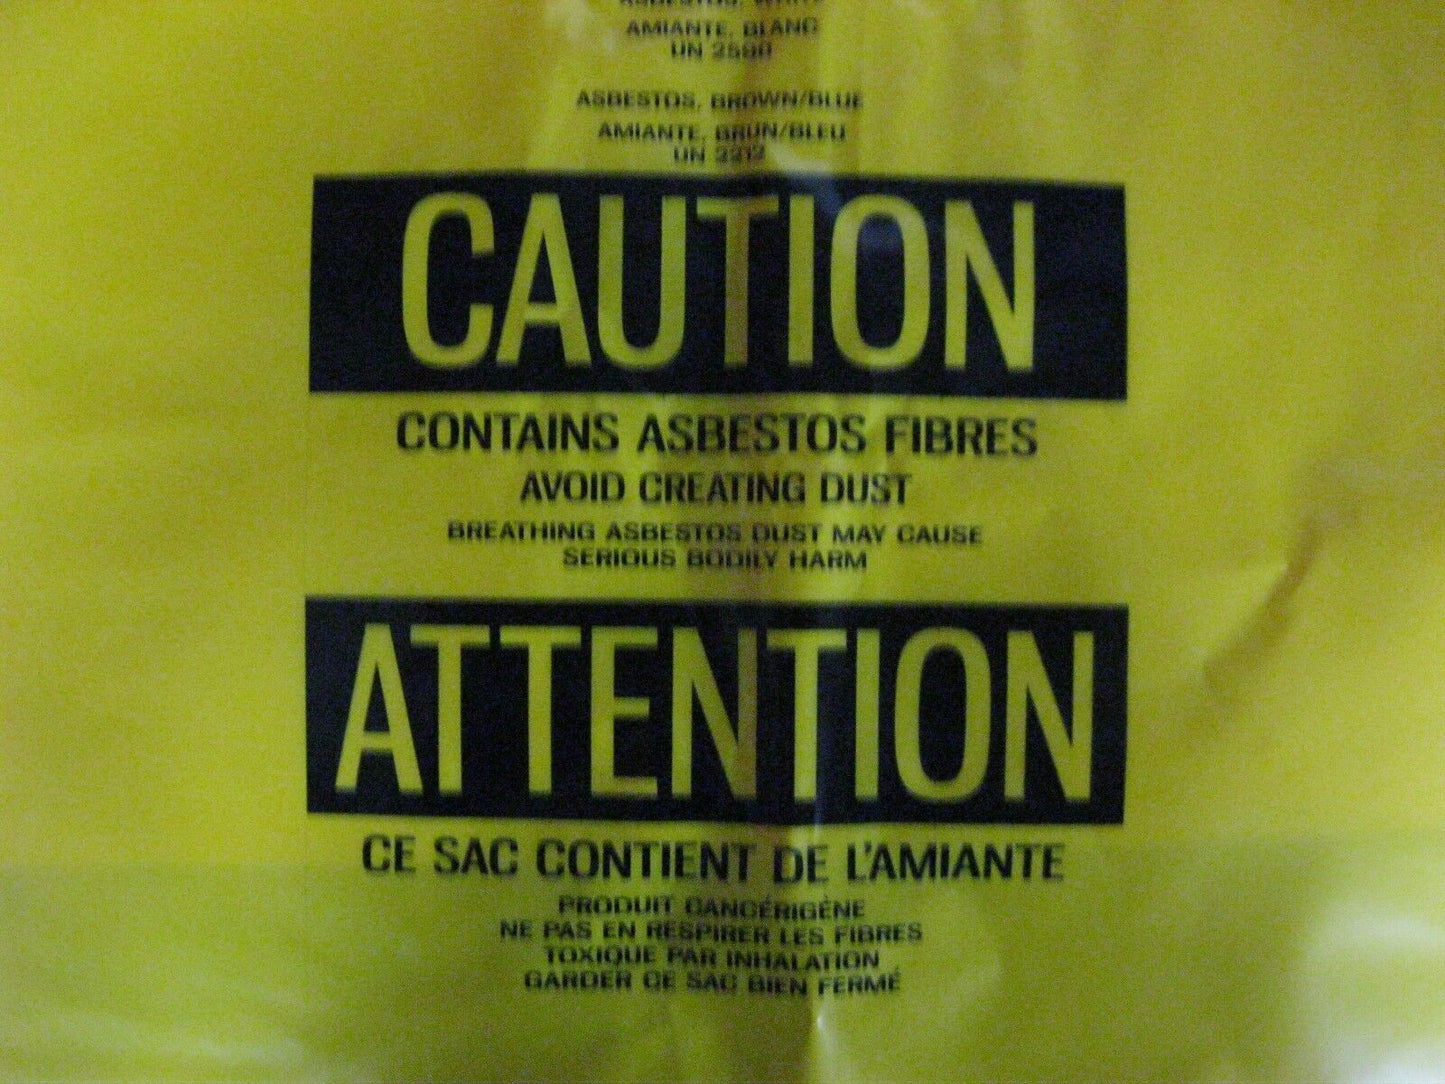 ASBESTOS, WHITE
AMIANTE, BLANC
UN 2590
ASBESTOS, BROWN/BLUE
AMIANTE, BRUN/BLEU
UN 2212
CAUTION
CONTAINS ASBESTOS FIBRES
AVOID CREATING DUST
BREATHING ASBESTOS DUST MAY CAUSE
SERIOUS BODILY HARM
ATTENTION
CE SAC CONTIENT DE L'AMIANTE
PRODUIT CANCÉRIGÈNE
NE PAS EN RESPIRER LES FIBRES
TOXIQUE PAR INHALATION
GARDER CE SAC BIEN FERMÉ